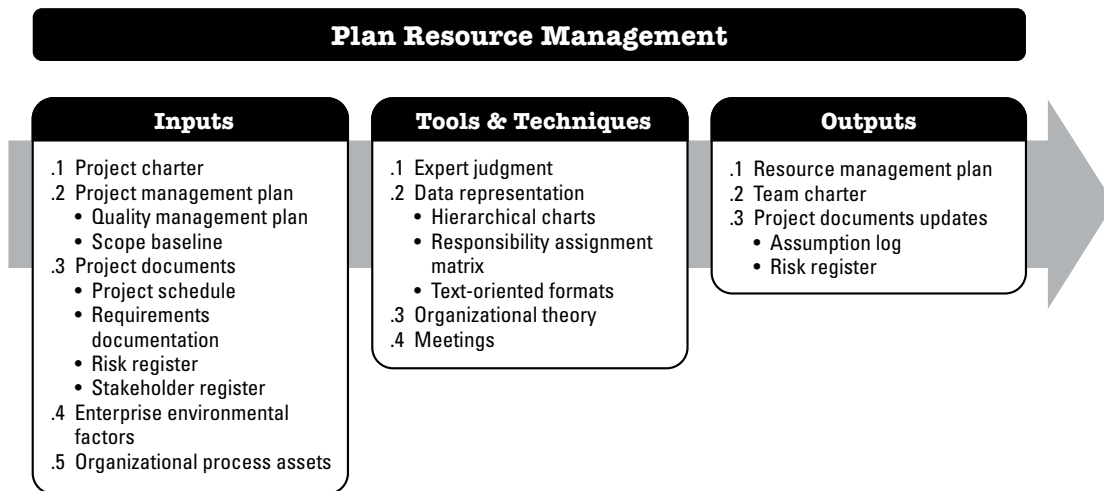 Plan Resource Management
Inputs
.1 Project charter
.2 Project management plan
• Quality management plan
• Scope baseline
.3 Project documents
• Project schedule
• Requirements
documentation
• Risk register
• Stakeholder register
.4 Enterprise environmental
factors
.5 Organizational process assets
Tools & Techniques
.1 Expert judgment
.2 Data representation
• Hierarchical charts
• Responsibility assignment
matrix
• Text-oriented formats
.3 Organizational theory
.4 Meetings
Outputs
.1 Resource management plan
.2 Team charter
.3 Project documents updates
• Assumption log
• Risk register